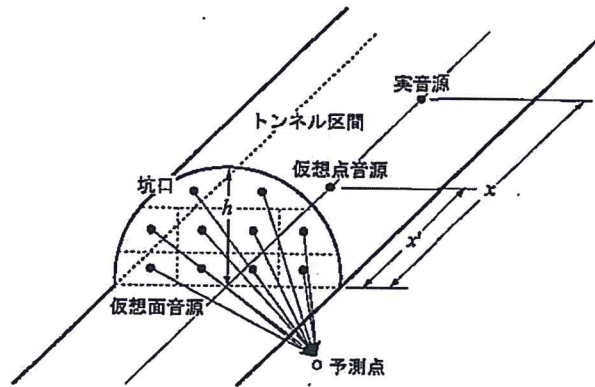 実音源
トンネル区間
仮想点音源
坑口
h
x
x'
仮想面音源
予測点